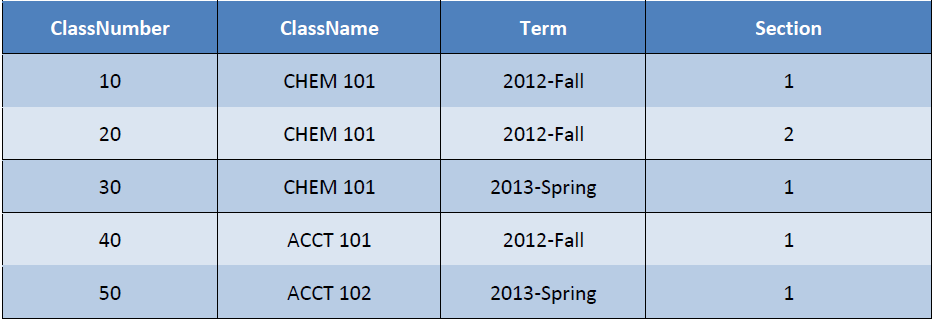 ClassNumber ClassName Term Section
10 CHEM 101 2012-Fall 1
20 CHEM 101 2012-Fall 2
30 CHEM 101 2013-Spring 1
40 ACCT 101 2012-Fall 1
50 ACCT 102 2013-Spring 1